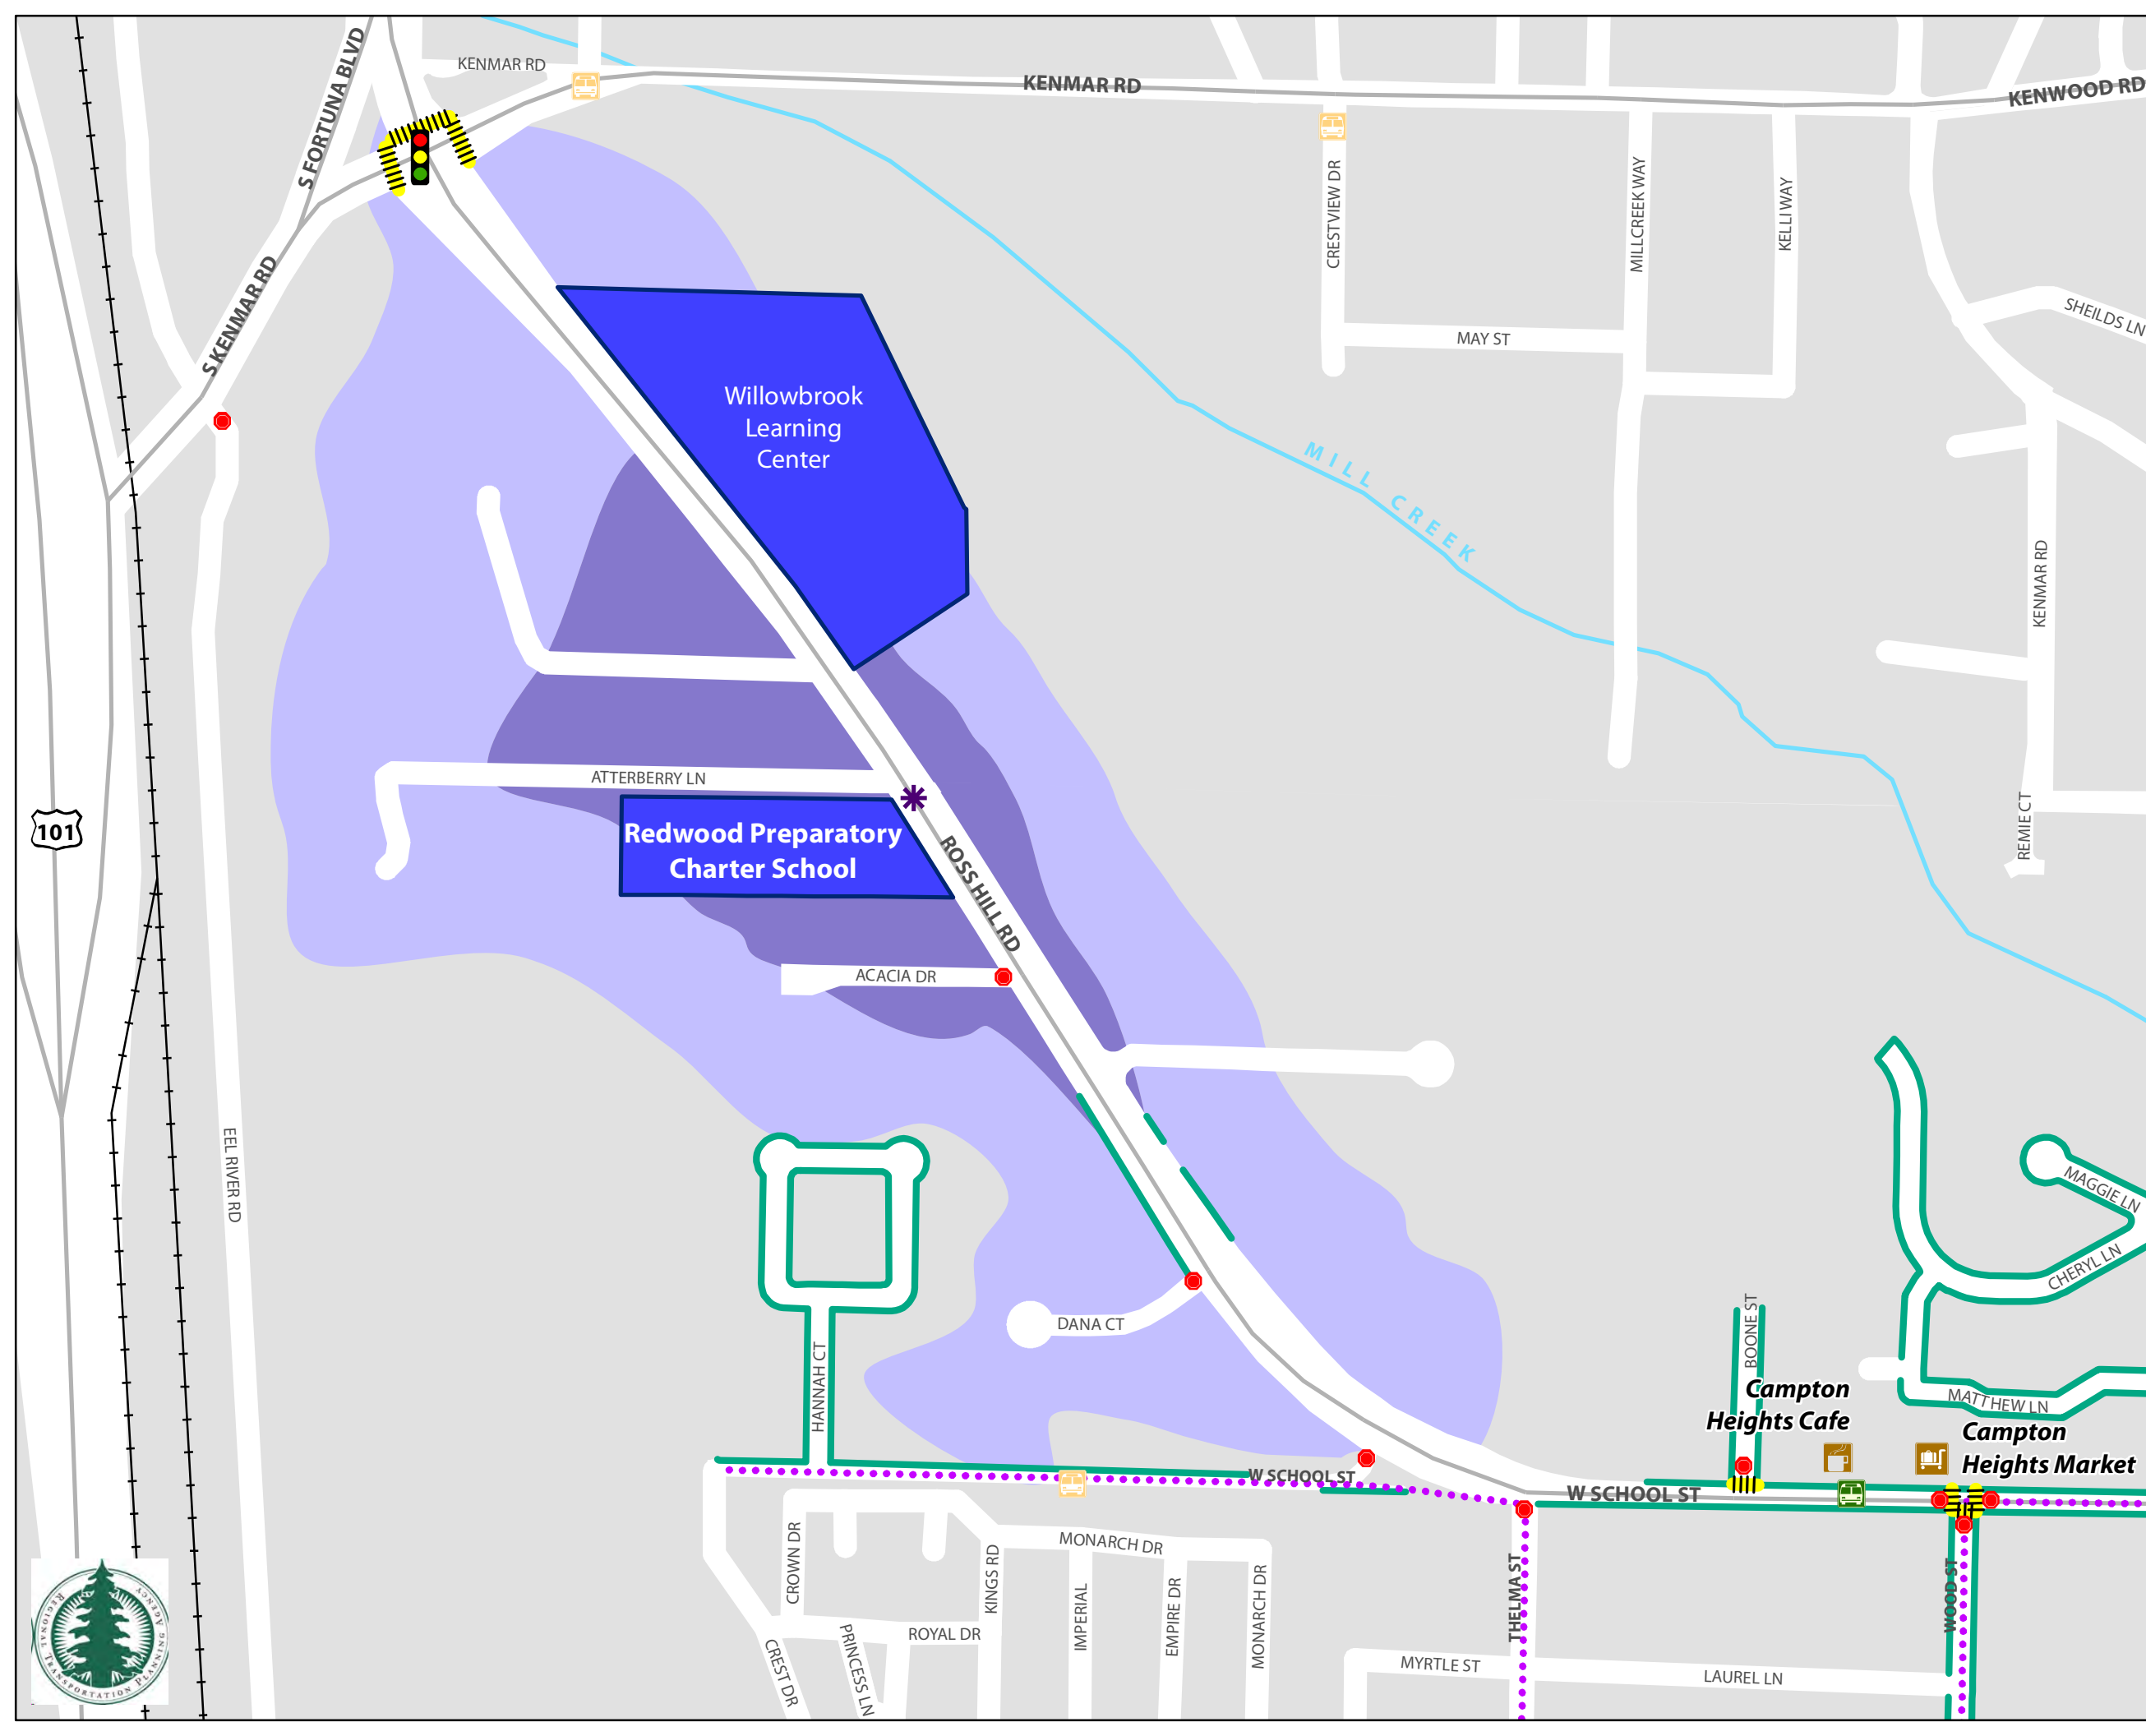 S FORTUNA BLVD
KENMAR RD
KENMAR RD
KENWOOD RD
S KENMAR RD
CRESTVIEW DR
MILLCREEK WAY
KELLI WAY
SHEILDS LN
MAY ST
Willowbrook
Learning
Center
MILL CREEK
KENMAR RD
ATTERBERRY LN
101
REMIE CT
Redwood Preparatory
Charter School
ROSS HILL RD
ACACIA DR
EEL RIVER RD
MAGGIE LN
CHERYL LN
DANA CT
BOONE ST
HANNAH CT
Campton
Heights Cafe
MATTHEW LN
Campton
Heights Market
W SCHOOL ST
W SCHOOL ST
CROWN DR
KINGS RD
MONARCH DR
IMPERIAL
EMPIRE DR
MONARCH DR
THELMA ST
WOOD ST
ROYAL DR
CREST DR
PRINCESS LN
MYRTLE ST
LAUREL LN
REGIONAL TRANSPORTATION PLANNING AGENCY